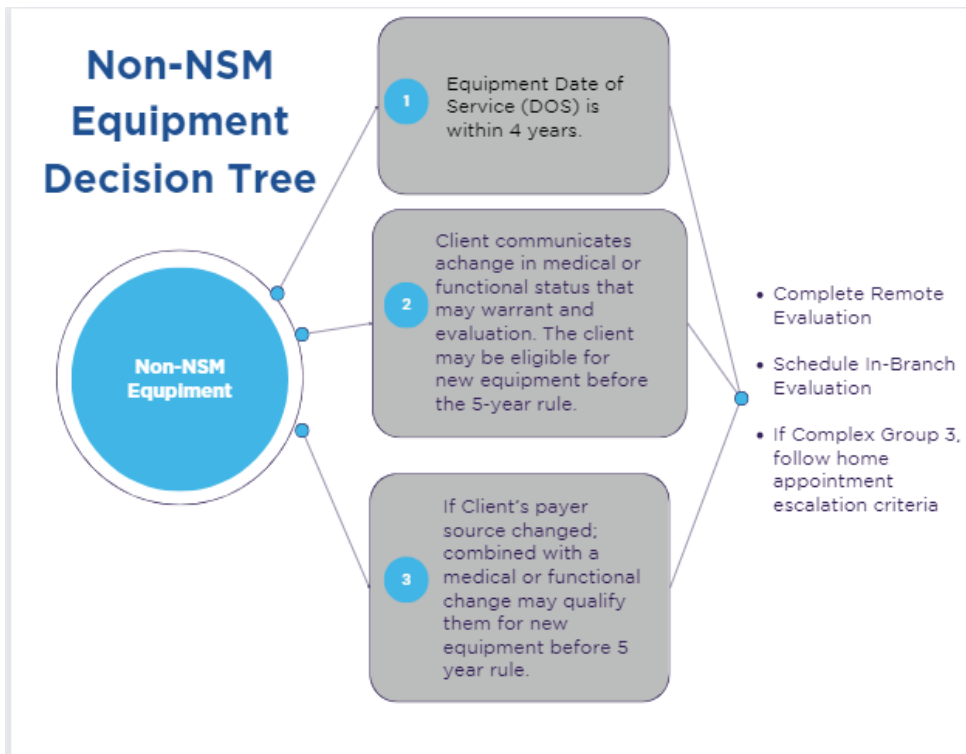 Non-NSM
Equipment
Decision Tree
Non-NSM
Equpiment
1
Equipment Date of
Service (DOS) is
within 4 years.
2
Client communicates
achange in medical or
functional status that
may warrant and
evaluation. The client
may be eligible for
new equipment before
the 5-year rule.
3
If Client's payer
source changed;
combined with a
medical or functional
change may qualify
them for new
equipment before 5
year rule.
• Complete Remote
Evaluation
• Schedule In-Branch
Evaluation
• If Complex Group 3,
follow home
appointment
escalation criteria